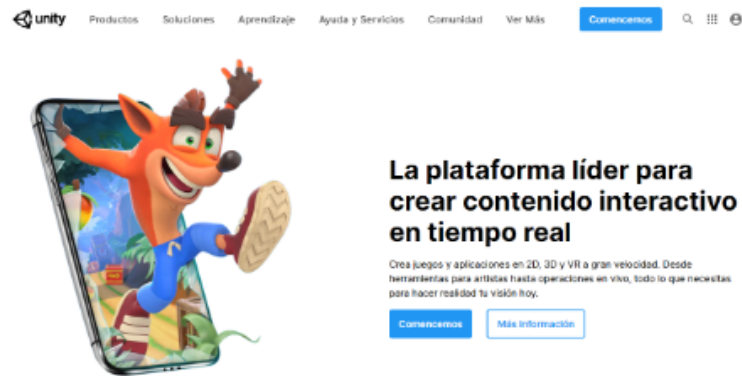 unity
Productos Soluciones Aprendizaje Ayuda y Servicios Comunidad Ver Más Comencemos
La plataforma líder para
crear contenido interactivo
en tiempo real
Crea juegos y aplicaciones en 2D, 3D y VR a gran velocidad. Desde
herramientas para artistas hasta operaciones en vivo, todo lo que necesitas
para hacer realidad tu visión hoy.
Comencemos Más información